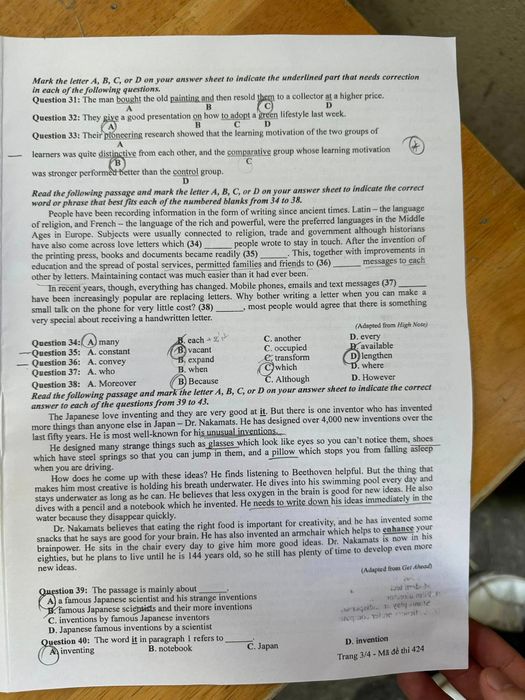 Mark the letter A, B, C, or D on your answer sheet to indicate the underlined part that needs correction
in each of the following questions.
Question 31: The man bought the old painting and then resold them to a collector at a higher price.
A B C D
Question 32: They give a good presentation on how to adopt a green lifestyle last week.
A B C D
Question 33: Their pioneering research showed that the learning motivation of the two groups of
A
learners was quite distinctive from each other, and the comparative group whose learning motivation
B C
was stronger performed better than the control group.
D
Read the following passage and mark the letter A, B, C, or D on your answer sheet to indicate the correct
word or phrase that best fits each of the numbered blanks from 34 to 38.
People have been recording information in the form of writing since ancient times. Latin – the language
of religion, and French – the language of the rich and powerful, were the preferred languages in the Middle
Ages in Europe. Subjects were usually connected to religion, trade and government although historians
have also come across love letters which (34) ______ people wrote to stay in touch. After the invention of
the printing press, books and documents became readily (35) ______. This, together with improvements in
education and the spread of postal services, permitted families and friends to (36) ______ messages to each
other by letters. Maintaining contact was much easier than it had ever been.
In recent years, though, everything has changed. Mobile phones, emails and text messages (37) ______
have been increasingly popular are replacing letters. Why bother writing a letter when you can make a
small talk on the phone for very little cost? (38) ______, most people would agree that there is something
very special about receiving a handwritten letter.
(Adapted from High Note)
Question 34: A. many B. each C. another D. every
Question 35: A. constant B. vacant C. occupied D. available
Question 36: A. convey B. expand C. transform D. lengthen
Question 37: A. who B. when C. which D. where
Question 38: A. Moreover B. Because C. Although D. However
Read the following passage and mark the letter A, B, C, or D on your answer sheet to indicate the correct
answer to each of the questions from 39 to 43.
The Japanese love inventing and they are very good at it. But there is one inventor who has invented
more things than anyone else in Japan – Dr. Nakamats. He has designed over 4,000 new inventions over the
last fifty years. He is most well-known for his unusual inventions.
He designed many strange things such as glasses which look like eyes so you can't notice them, shoes
which have steel springs so that you can jump in them, and a pillow which stops you from falling asleep
when you are driving.
How does he come up with these ideas? He finds listening to Beethoven helpful. But the thing that
makes him most creative is holding his breath underwater. He dives into his swimming pool every day and
stays underwater as long as he can. He believes that less oxygen in the brain is good for new ideas. He also
dives with a pencil and a notebook which he invented. He needs to write down his ideas immediately in the
water because they disappear quickly.
Dr. Nakamats believes that eating the right food is important for creativity, and he has invented some
snacks that he says are good for your brain. He has also invented an armchair which helps to enhance your
brainpower. He sits in the chair every day to give him more good ideas. Dr. Nakamats is now in his
eighties, but he plans to live until he is 144 years old, so he still has plenty of time to develop even more
new ideas.
(Adapted from Get Ahead)
Question 39: The passage is mainly about ______.
A. a famous Japanese scientist and his strange inventions
B. famous Japanese scientists and their more inventions
C. inventions by famous Japanese inventors
D. Japanese famous inventions by a scientist
Question 40: The word it in paragraph 1 refers to ______.
A. inventing B. notebook C. Japan D. invention
Trang 3/4 - Mã đề thi 424